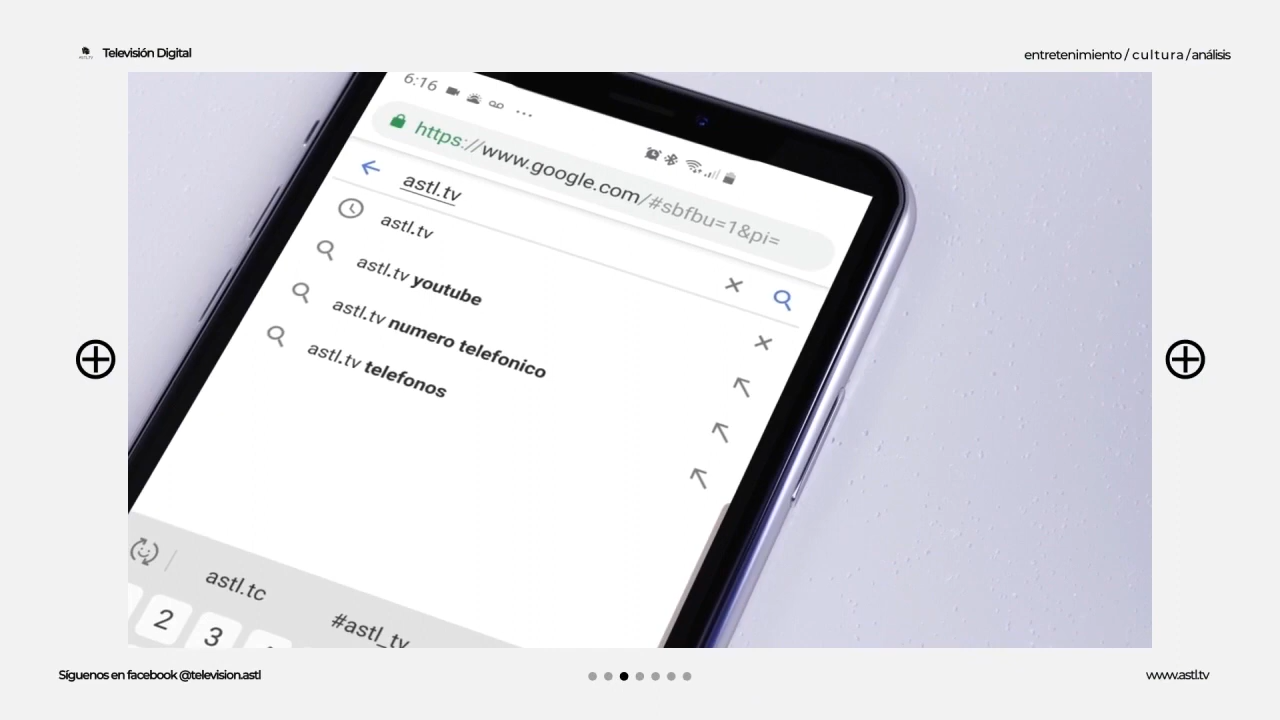 ASTL.TV
Televisión Digital
entretenimiento / cultura / análisis
6:16
https://www.google.com/#sbfbu=1&pi=
astl.tv
astl.tv
astl.tv youtube
astl.tv numero telefonico
astl.tv telefonos
astl.tc
#astl_tv
2 3
Síguenos en facebook @television.astl
www.astl.tv